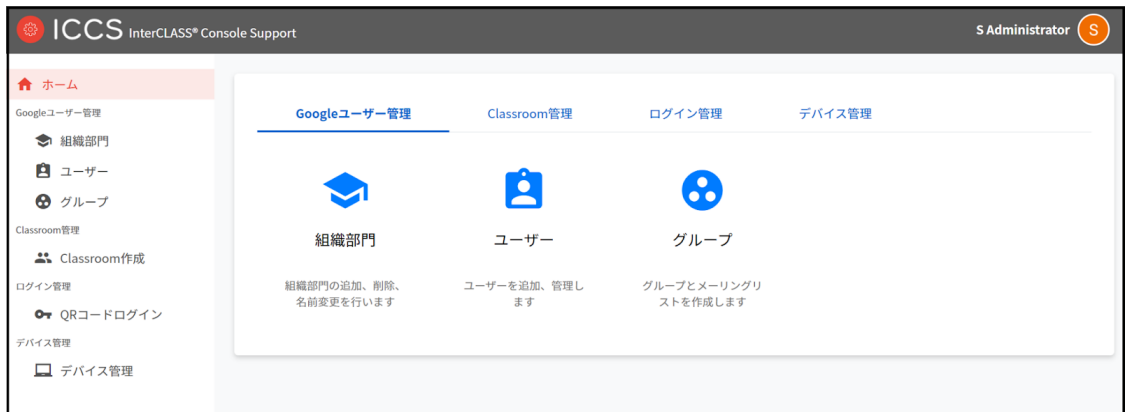 ICCS InterCLASS® Console Support
S Administrator S
ホーム
Googleユーザー管理
組織部門
ユーザー
グループ
Classroom管理
Classroom作成
ログイン管理
QRコードログイン
デバイス管理
デバイス管理
Googleユーザー管理 Classroom管理 ログイン管理 デバイス管理
組織部門
組織部門の追加、削除、
名前変更を行います
ユーザー
ユーザーを追加、管理し
ます
グループ
グループとメーリングリ
ストを作成します